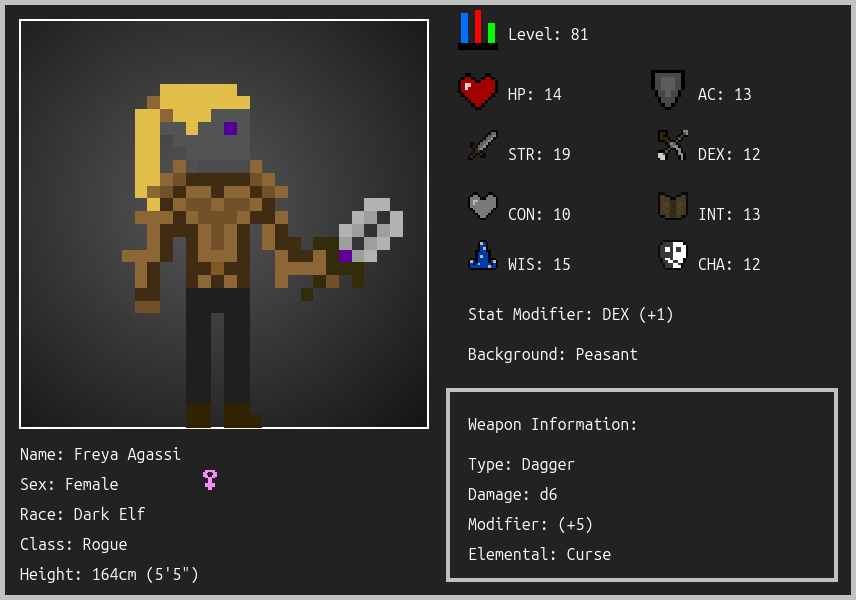 Level: 81
HP: 14
AC: 13
STR: 19
DEX: 12
CON: 10
INT: 13
WIS: 15
CHA: 12
Stat Modifier: DEX (+1)
Background: Peasant
Name: Freya Agassi
Sex: Female
Race: Dark Elf
Class: Rogue
Height: 164cm (5'5")
Weapon Information:
Type: Dagger
Damage: d6
Modifier: (+5)
Elemental: Curse